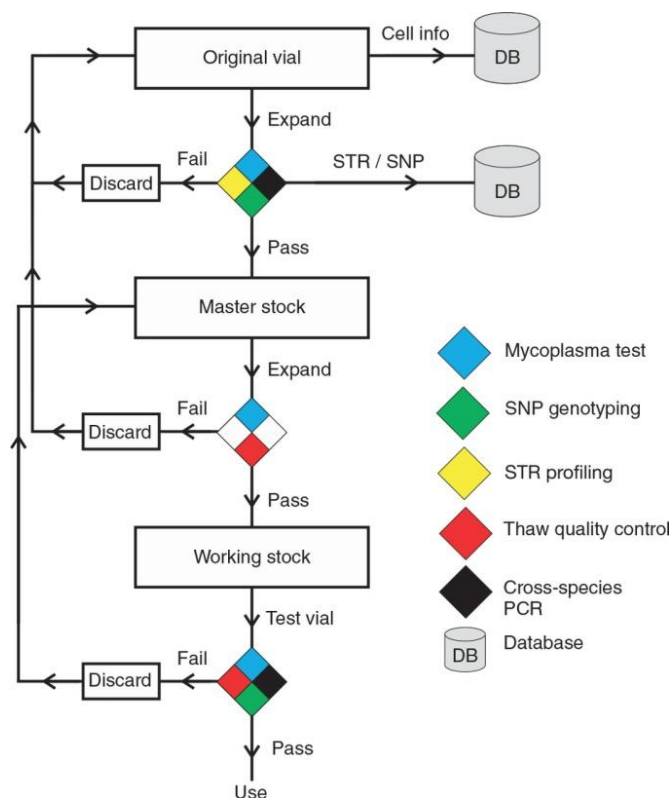 Cell info
Original vial
DB
Expand
Fail
STR / SNP
Discard
DB
Pass
Master stock
Mycoplasma test
Expand
SNP genotyping
Fail
Discard
STR profiling
Pass
Thaw quality control
Working stock
Cross-species
PCR
Test vial
Database
DB
Fail
Discard
Pass
Use